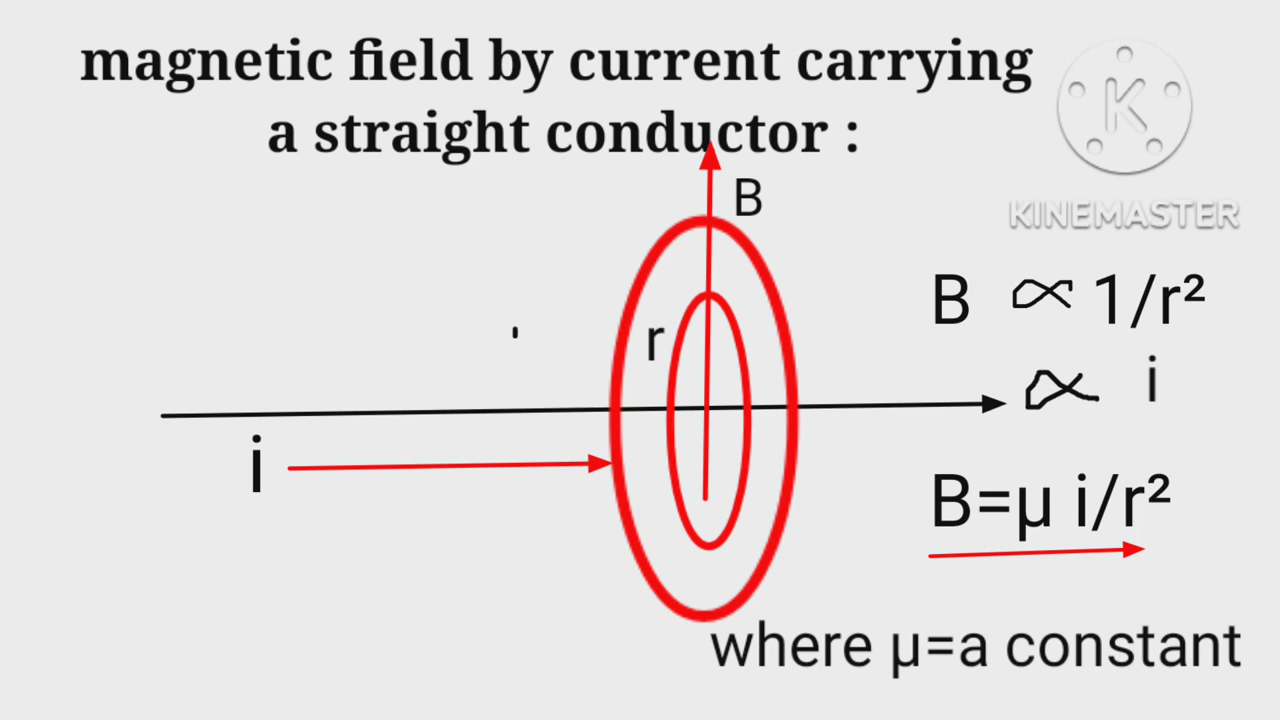 magnetic field by current carrying
a straight conductor :
K
KINEMASTER
B
B ∝ 1/r²
r
∝ i
i
B=μ i/r²
where μ=a constant